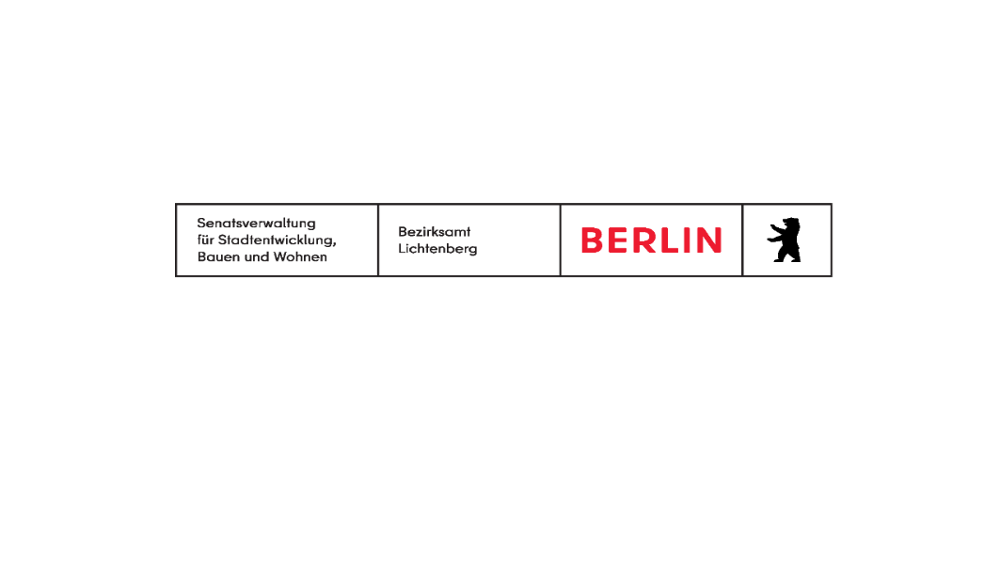 Senatsverwaltung
für Stadtentwicklung,
Bauen und Wohnen
Bezirksamt
Lichtenberg
BERLIN